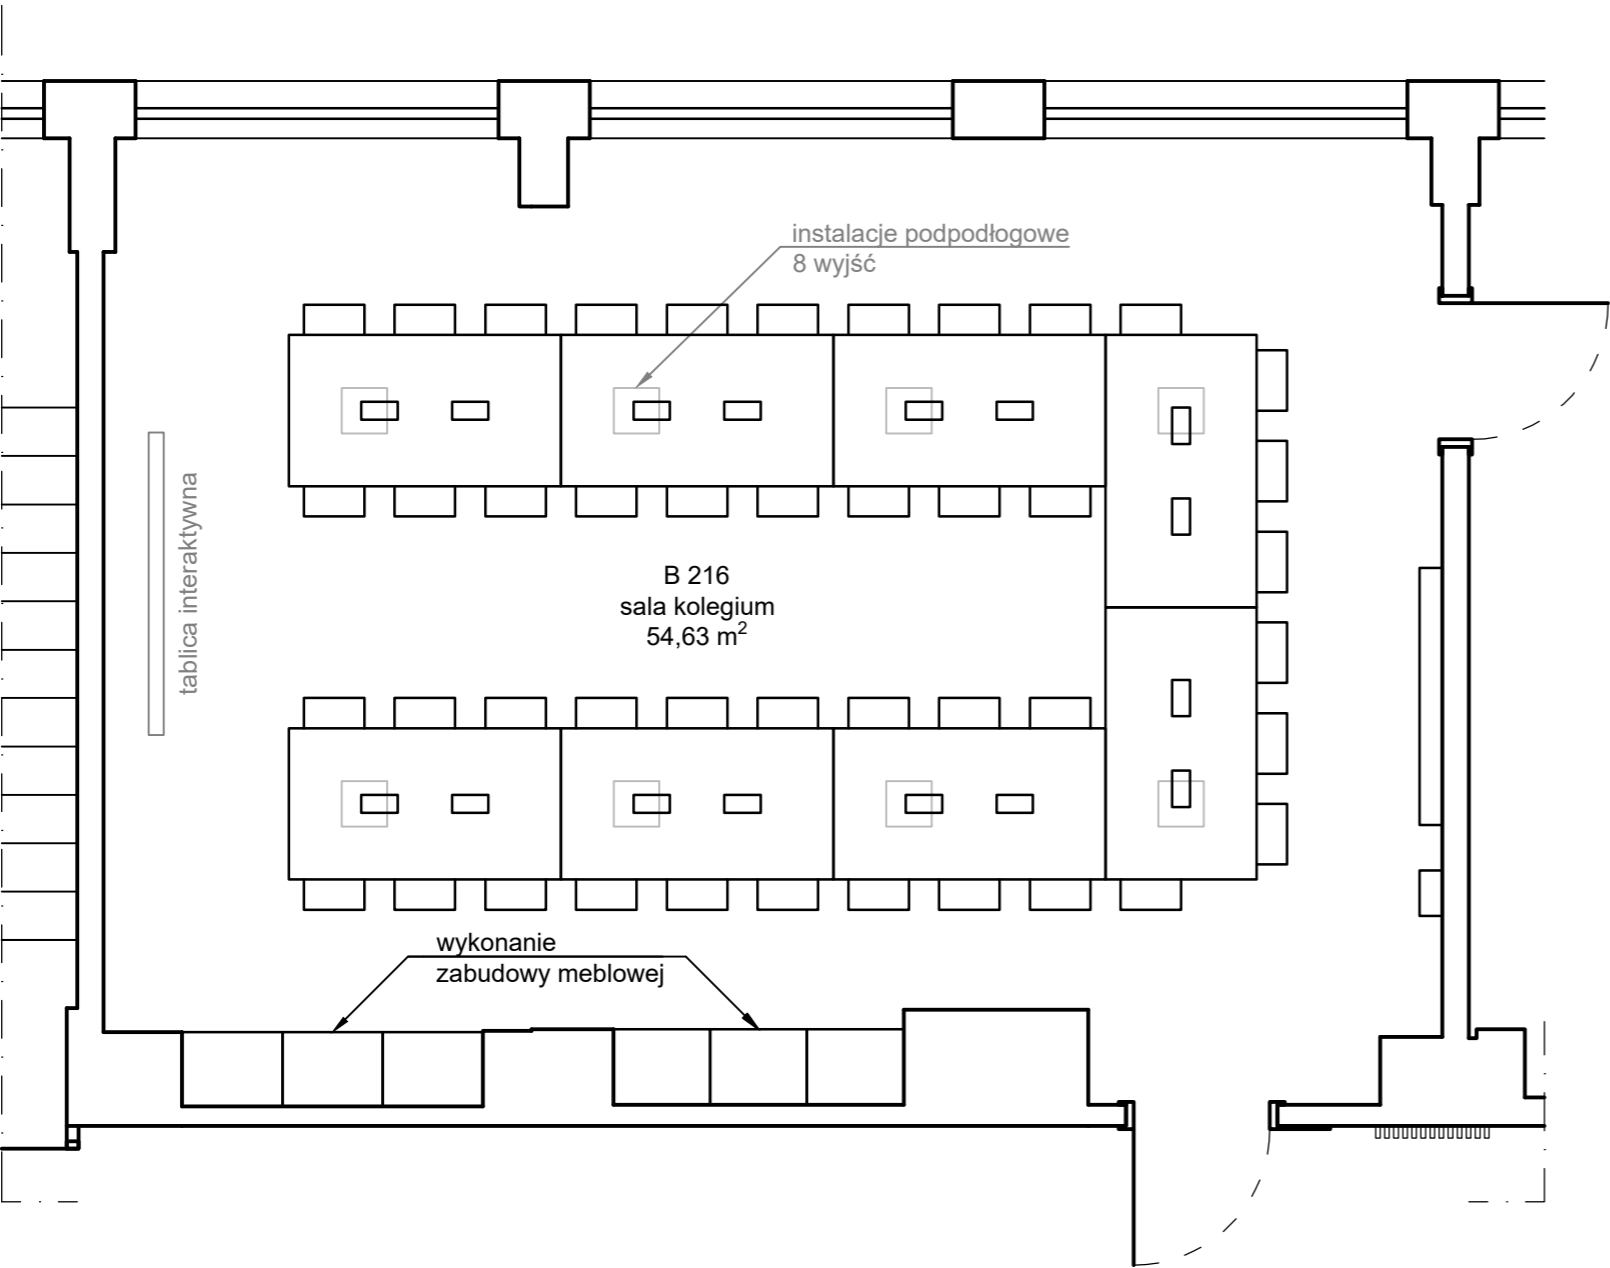 instalacje podpodłogowe
8 wyjść
tablica interaktywna
B 216
sala kolegium
54,63 m²
wykonanie
zabudowy meblowej